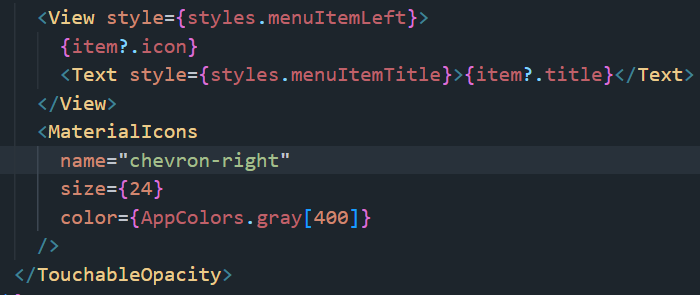 <View style={styles.menuItemLeft}>
{item?.icon}
<Text style={styles.menuItemTitle}>{item?.title}</Text>
</View>
<MaterialIcons
name="chevron-right"
size={24}
color={AppColors.gray[400]}
/>
</TouchableOpacity>